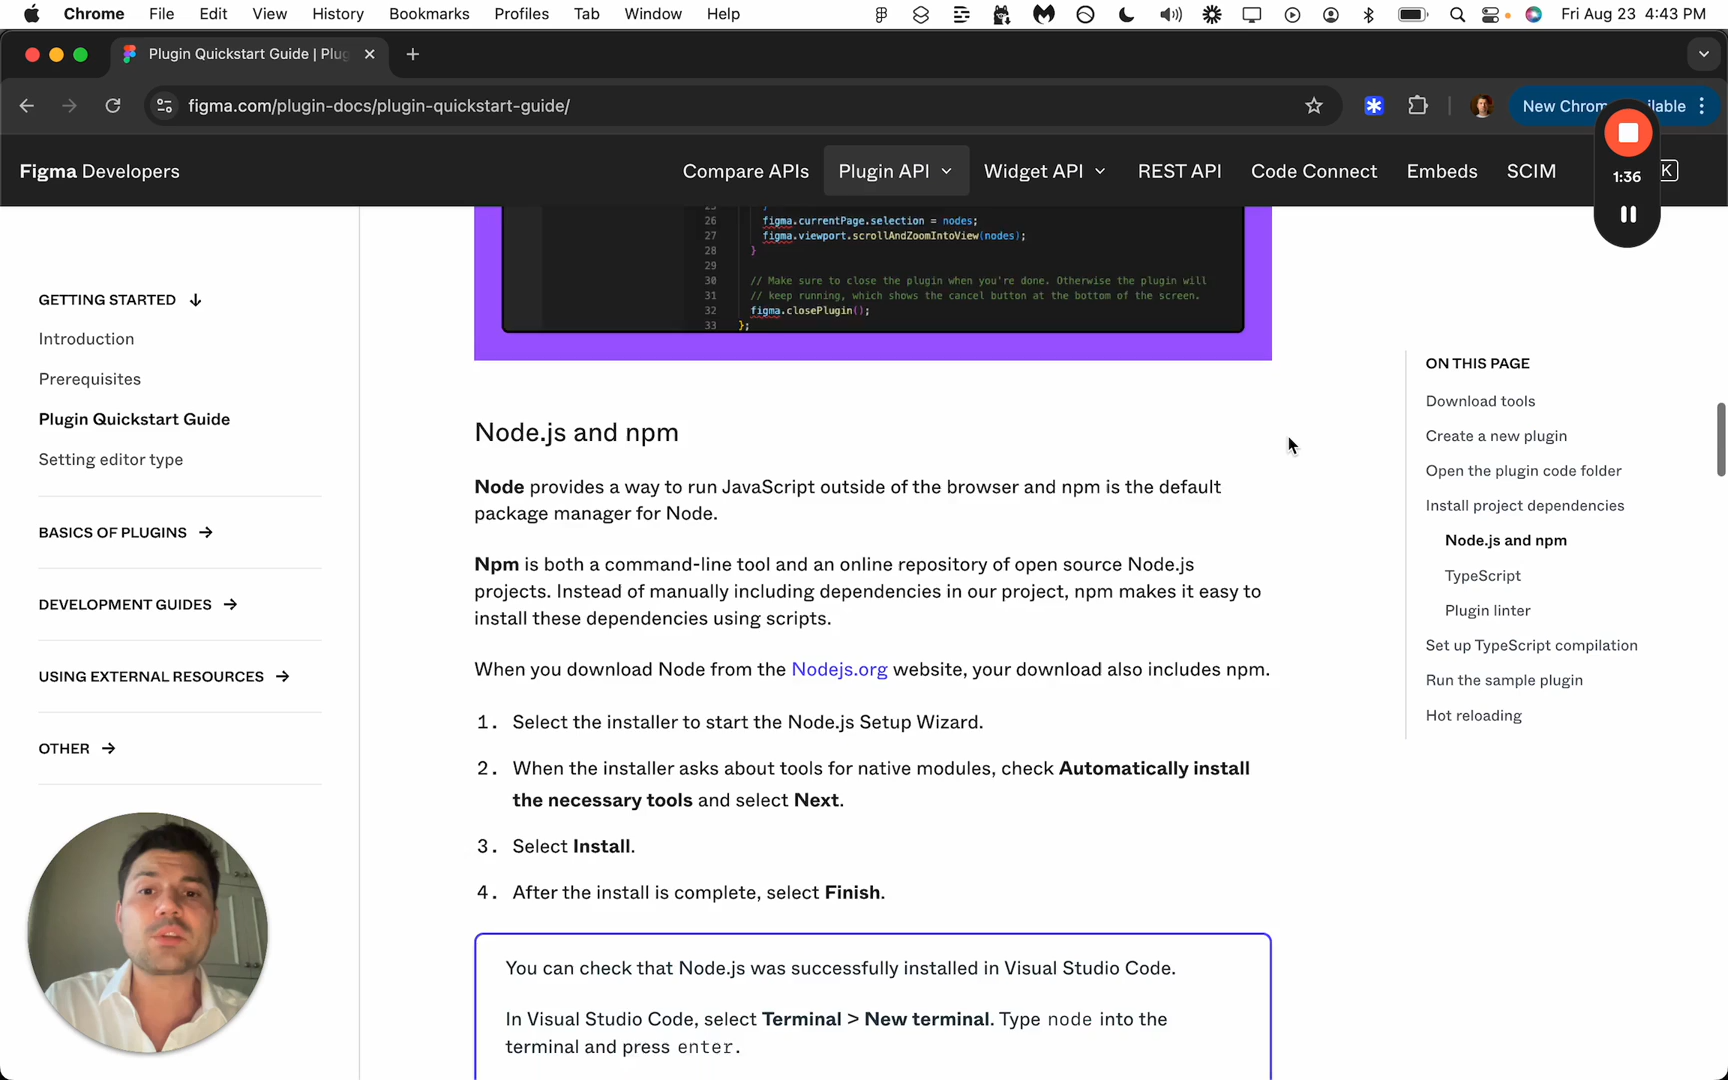 Chrome File Edit View History Bookmarks Profiles Tab Window Help Fri Aug 23 4:43 PM
Plugin Quickstart Guide | Plug
figma.com/plugin-docs/plugin-quickstart-guide/
New Chrom ilable
1:36
K
Figma Developers Compare APIs Plugin API Widget API REST API Code Connect Embeds SCIM
26 figma.currentPage.selection = nodes;
27 figma.viewport.scrollAndZoomIntoView(nodes);
28 }
29
30 // Make sure to close the plugin when you're done. Otherwise the plugin will
31 // keep running, which shows the cancel button at the bottom of the screen.
32 figma.closePlugin();
33 };
GETTING STARTED
Introduction
Prerequisites
Plugin Quickstart Guide
Setting editor type
BASICS OF PLUGINS
DEVELOPMENT GUIDES
USING EXTERNAL RESOURCES
OTHER
Node.js and npm
Node provides a way to run JavaScript outside of the browser and npm is the default
package manager for Node.
Npm is both a command-line tool and an online repository of open source Node.js
projects. Instead of manually including dependencies in our project, npm makes it easy to
install these dependencies using scripts.
When you download Node from the Nodejs.org website, your download also includes npm.
1. Select the installer to start the Node.js Setup Wizard.
2. When the installer asks about tools for native modules, check Automatically install
the necessary tools and select Next.
3. Select Install.
4. After the install is complete, select Finish.
You can check that Node.js was successfully installed in Visual Studio Code.
In Visual Studio Code, select Terminal > New terminal. Type node into the
terminal and press enter.
ON THIS PAGE
Download tools
Create a new plugin
Open the plugin code folder
Install project dependencies
Node.js and npm
TypeScript
Plugin linter
Set up TypeScript compilation
Run the sample plugin
Hot reloading